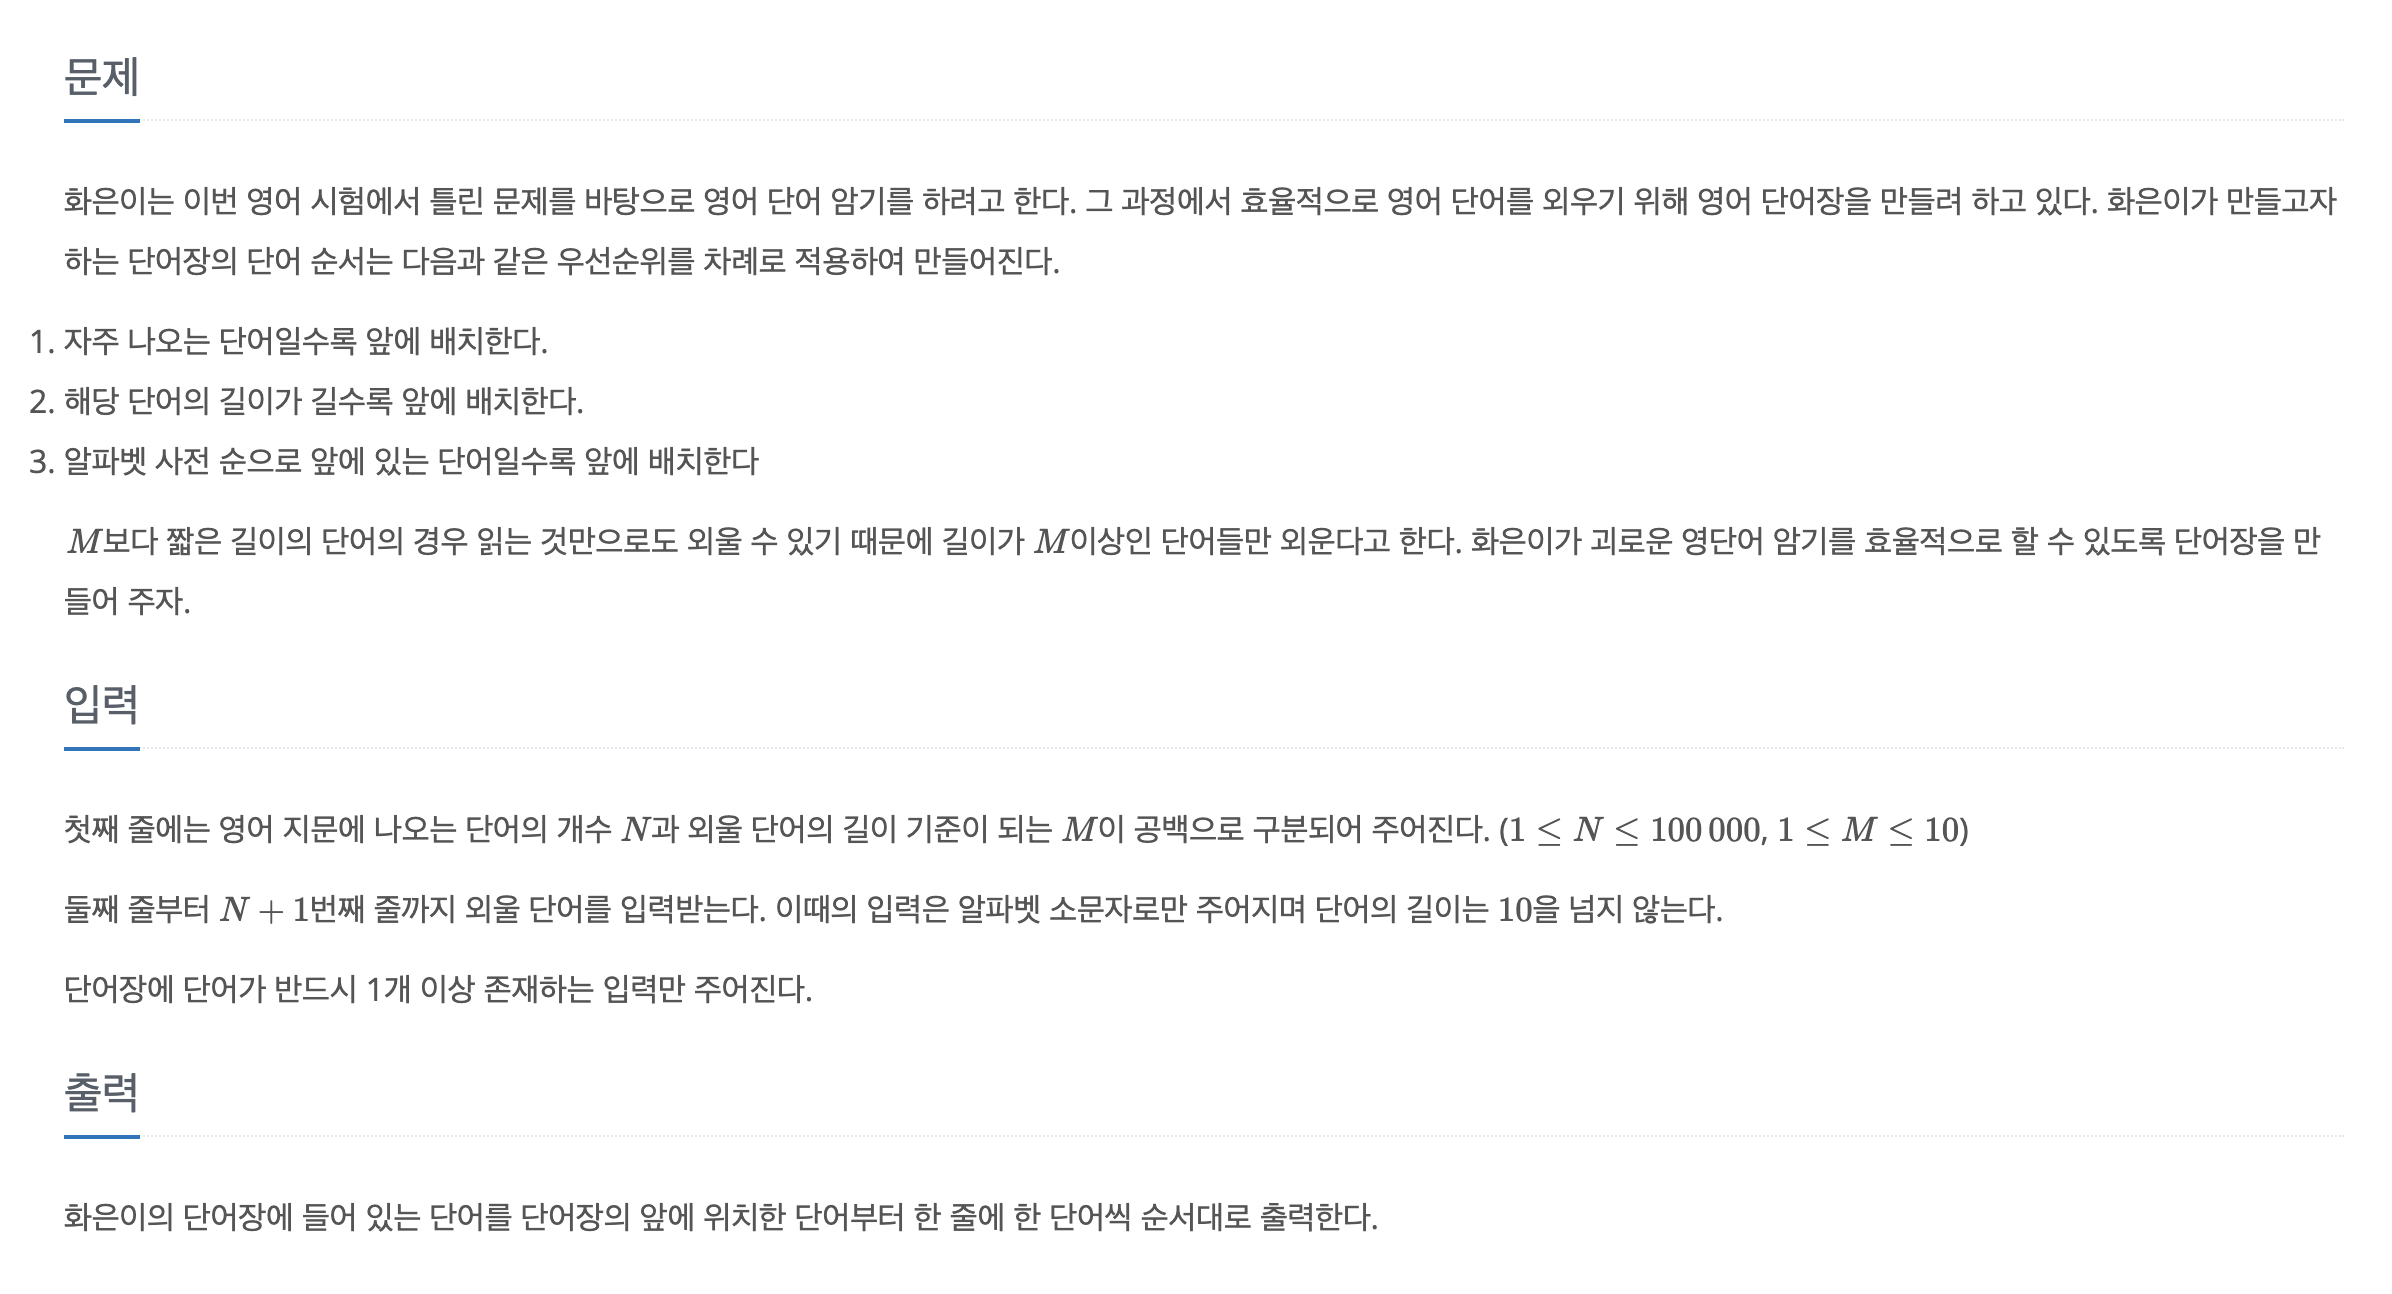 문제
화은이는 이번 영어 시험에서 틀린 문제를 바탕으로 영어 단어 암기를 하려고 한다. 그 과정에서 효율적으로 영어 단어를 외우기 위해 영어 단어장을 만들려 하고 있다. 화은이가 만들고자
하는 단어장의 단어 순서는 다음과 같은 우선순위를 차례로 적용하여 만들어진다.
1. 자주 나오는 단어일수록 앞에 배치한다.
2. 해당 단어의 길이가 길수록 앞에 배치한다.
3. 알파벳 사전 순으로 앞에 있는 단어일수록 앞에 배치한다
M보다 짧은 길이의 단어의 경우 읽는 것만으로도 외울 수 있기 때문에 길이가 M이상인 단어들만 외운다고 한다. 화은이가 괴로운 영단어 암기를 효율적으로 할 수 있도록 단어장을 만
들어 주자.
입력
첫째 줄에는 영어 지문에 나오는 단어의 개수 N과 외울 단어의 길이 기준이 되는 M이 공백으로 구분되어 주어진다. (1 ≤ N ≤ 100 000, 1 ≤ M ≤ 10)
둘째 줄부터 N + 1번째 줄까지 외울 단어를 입력받는다. 이때의 입력은 알파벳 소문자로만 주어지며 단어의 길이는 10을 넘지 않는다.
단어장에 단어가 반드시 1개 이상 존재하는 입력만 주어진다.
출력
화은이의 단어장에 들어 있는 단어를 단어장의 앞에 위치한 단어부터 한 줄에 한 단어씩 순서대로 출력한다.